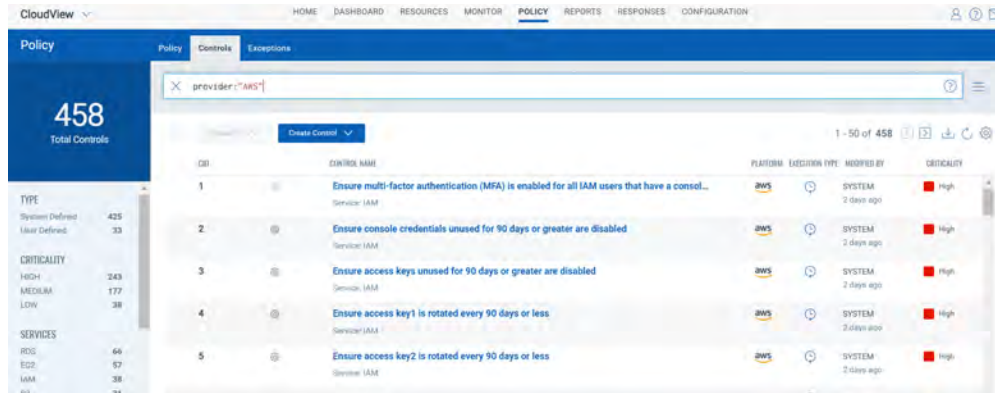 CloudView
HOME DASHBOARD RESOURCES MONITOR POLICY REPORTS RESPONSES CONFIGURATION
Policy
Policy Controls Exceptions
provider:"AWS"
458
Total Controls
Create Control
1 - 50 of 458
CID CONTROL NAME PLATFORM EXECUTION TYPE MODIFIED BY CRITICALITY
1 Ensure multi-factor authentication (MFA) is enabled for all IAM users that have a consol... aws SYSTEM High
Service: IAM 2 days ago
2 Ensure console credentials unused for 90 days or greater are disabled aws SYSTEM High
Service: IAM 2 days ago
3 Ensure access keys unused for 90 days or greater are disabled aws SYSTEM High
Service: IAM 2 days ago
4 Ensure access key1 is rotated every 90 days or less aws SYSTEM High
Service: IAM 2 days ago
5 Ensure access key2 is rotated every 90 days or less aws SYSTEM High
Service: IAM 2 days ago
TYPE
System Defined 425
User Defined 33
CRITICALITY
HIGH 243
MEDIUM 177
LOW 38
SERVICES
RDS 66
EC2 57
IAM 38